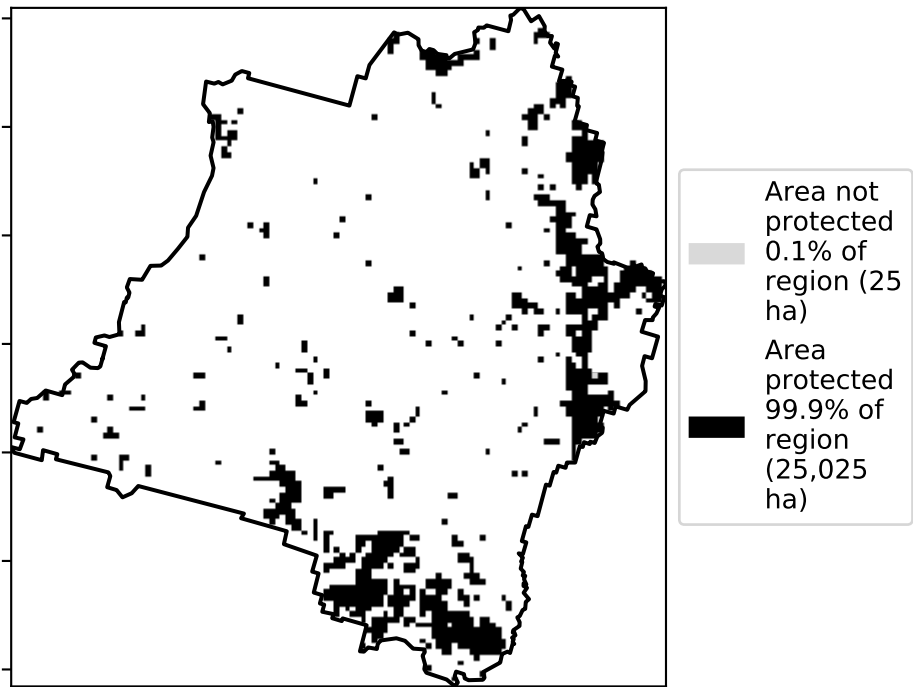 Area not
protected
0.1% of
region (25
ha)
Area
protected
99.9% of
region
(25,025
ha)